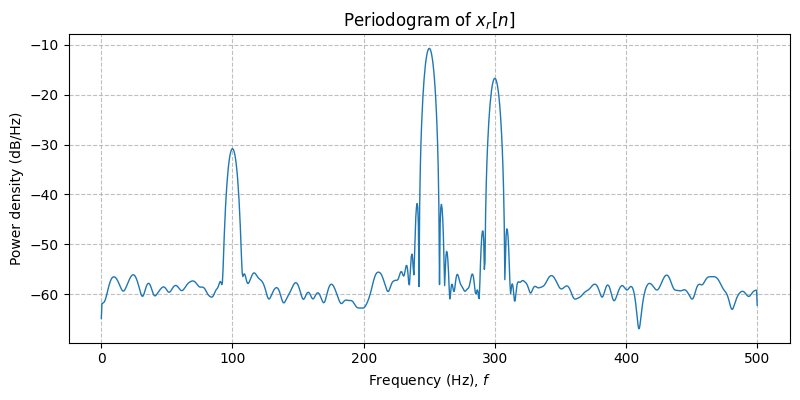 Periodogram of $x_r[n]$
Power density (dB/Hz)
−10
−20
−30
−40
−50
−60
0 100 200 300 400 500
Frequency (Hz), $f$